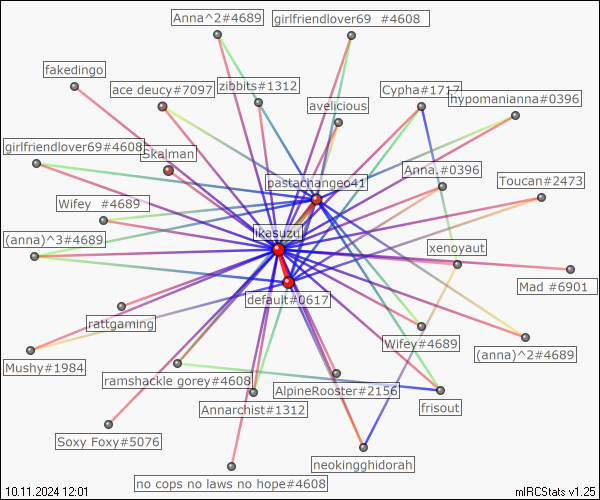 Anna^2#4689
girlfriendlover69 #4608
fakedingo
ace deucy#7097
zibbits#1312
Cypha#1717
hypomanianna#0396
avelicious
girlfriendlover69#4608
Skalman
pastachangeo41
Anna.#0396
Toucan#2473
Wifey #4689
(anna)^3#4689
ikasuzu
xenoyaut
Mad #6901
default#0617
rattgaming
Wifey#4689
(anna)^2#4689
Mushy#1984
ramshackle gorey#4608
AlpineRooster#2156
Annarchist#1312
frisout
Soxy Foxy#5076
neokingghidorah
no cops no laws no hope#4608
10.11.2024 12:01
mIRCStats v1.25